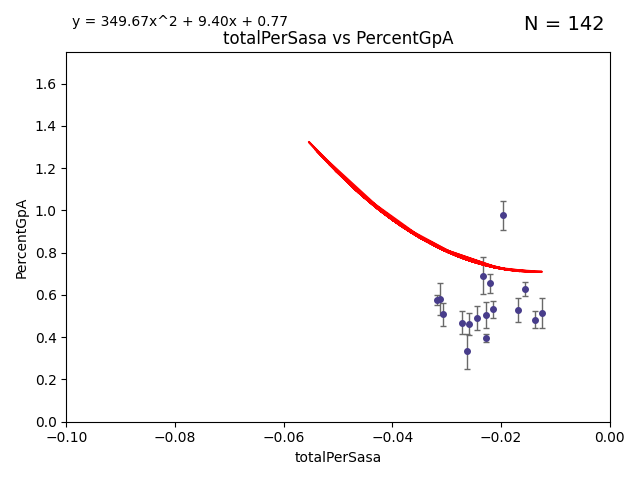 y = 349.67x^2 + 9.40x + 0.77
N = 142
totalPerSasa vs PercentGpA
1.6
1.4
1.2
1.0
0.8
0.6
0.4
0.2
0.0
PercentGpA
−0.10 −0.08 −0.06 −0.04 −0.02 0.00
totalPerSasa